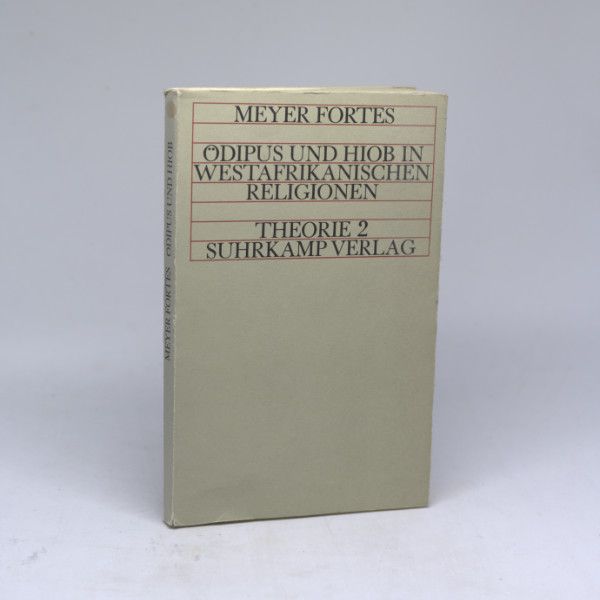 MEYER FORTES
ÖDIPUS UND HIOB IN
WESTAFRIKANISCHEN
RELIGIONEN
THEORIE 2
SUHRKAMP VERLAG
MEYER FORTES ÖDIPUS UND HIOB